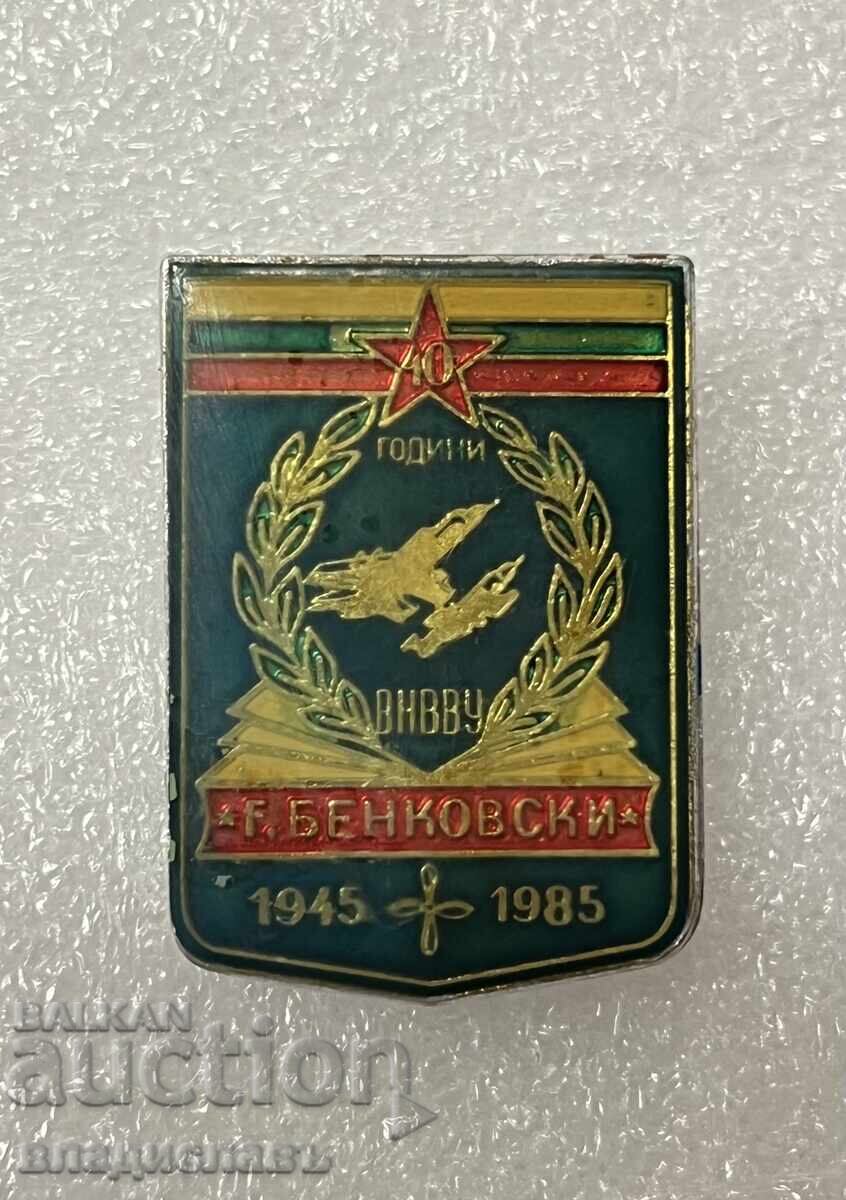 40
ГОДИНИ
ВНВВУ
Г. БЕНКОВСКИ
1945 1985
BALKAN
auction
владиславъ